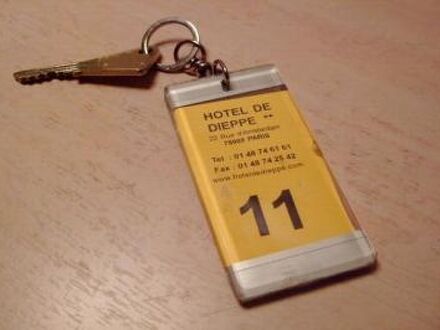 HOTEL DE
DIEPPE **
22 Rue d'Amsterdam
75009 PARIS
Tel : 01 48 74 61 61
Fax : 01 48 74 25 42
www.hoteldedieppe.com
11